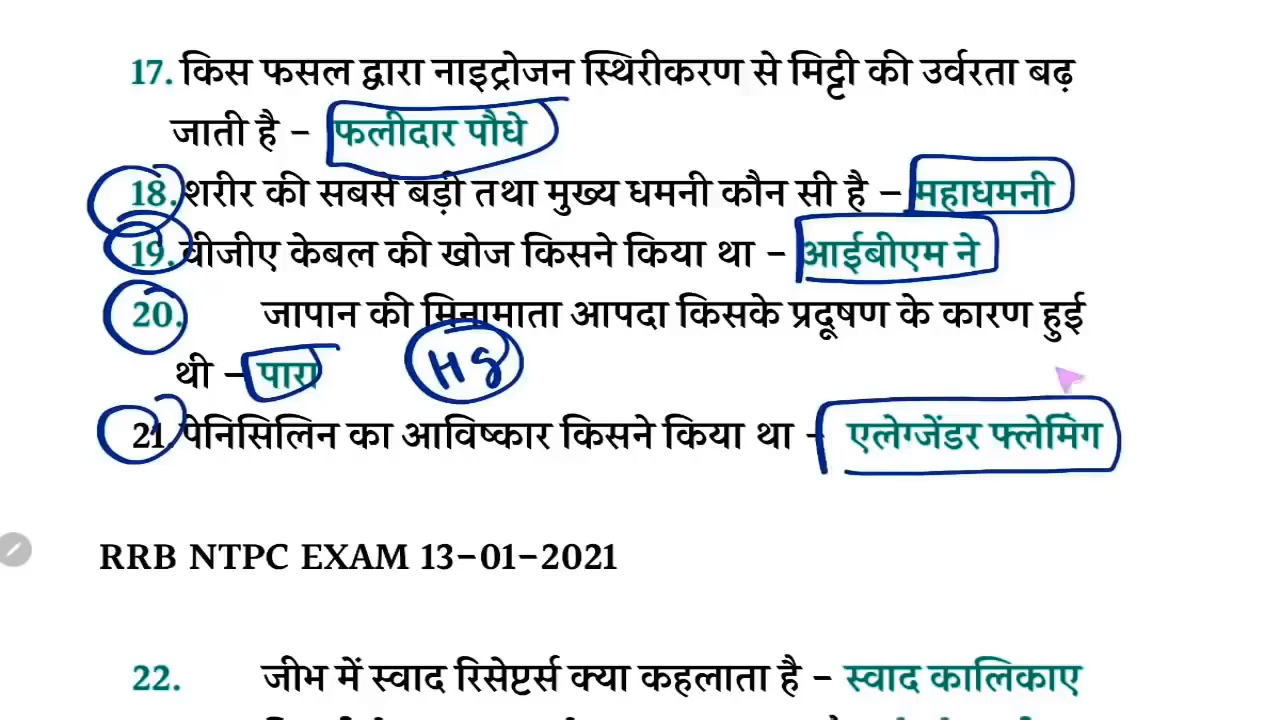 17. किस फसल द्वारा नाइट्रोजन स्थिरीकरण से मिट्टी की उर्वरता बढ़
जाती है – फलीदार पौधे
18. शरीर की सबसे बड़ी तथा मुख्य धमनी कौन सी है – महाधमनी
19. वीजीए केबल की खोज किसने किया था – आईबीएम ने
20. जापान की मिनामाता आपदा किसके प्रदूषण के कारण हुई
थी – पारा Hg
21. पेनिसिलिन का आविष्कार किसने किया था - एलेग्जेंडर फ्लेमिंग
RRB NTPC EXAM 13-01-2021
22. जीभ में स्वाद रिसेप्टर्स क्या कहलाता है – स्वाद कालिकाए